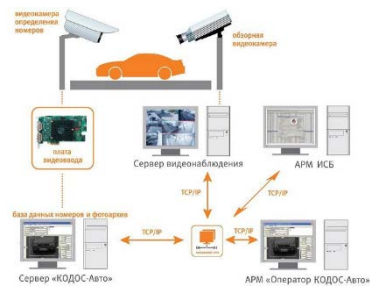 видеокамера
определения
номеров
обзорная
видеокамера
плата
видеоввода
Сервер видеонаблюдения
АРМ ИСБ
TCP/IP
TCP/IP
база данных номеров и фотоархив
TCP/IP
TCP/IP
Сервер «КОДОС-Авто»
АРМ «Оператор КОДОС-Авто»